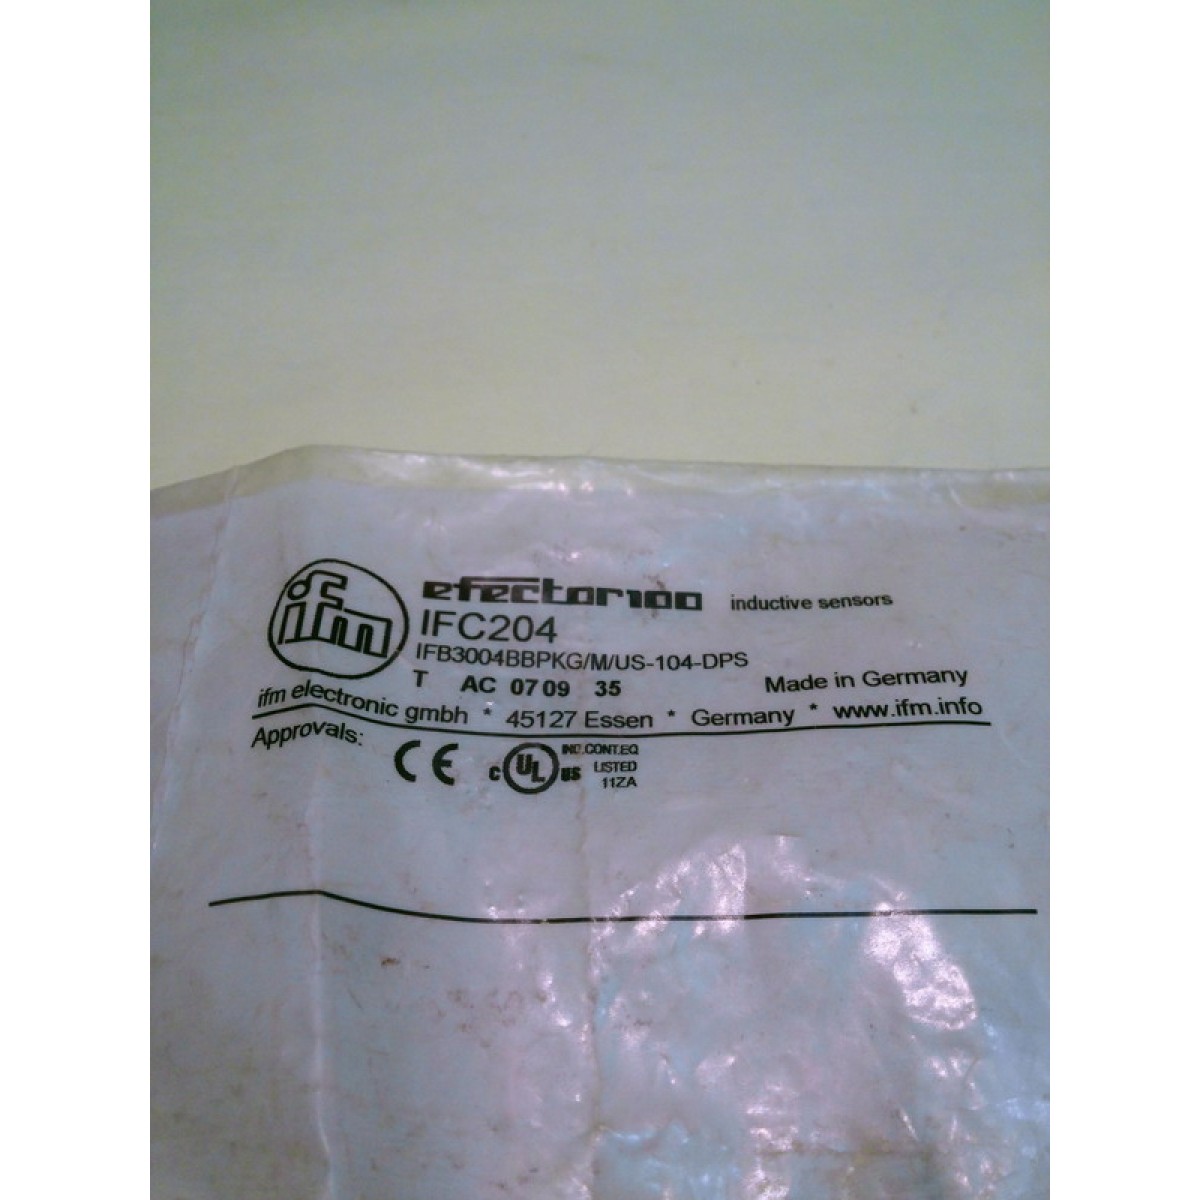 ifm
efector100 inductive sensors
IFC204
IFB3004BBPKG/M/US-104-DPS
T AC 07 09 35 Made in Germany
ifm electronic gmbh * 45127 Essen * Germany * www.ifm.info
Approvals: CE C UL US IND.CONT.EQ
LISTED
11ZA